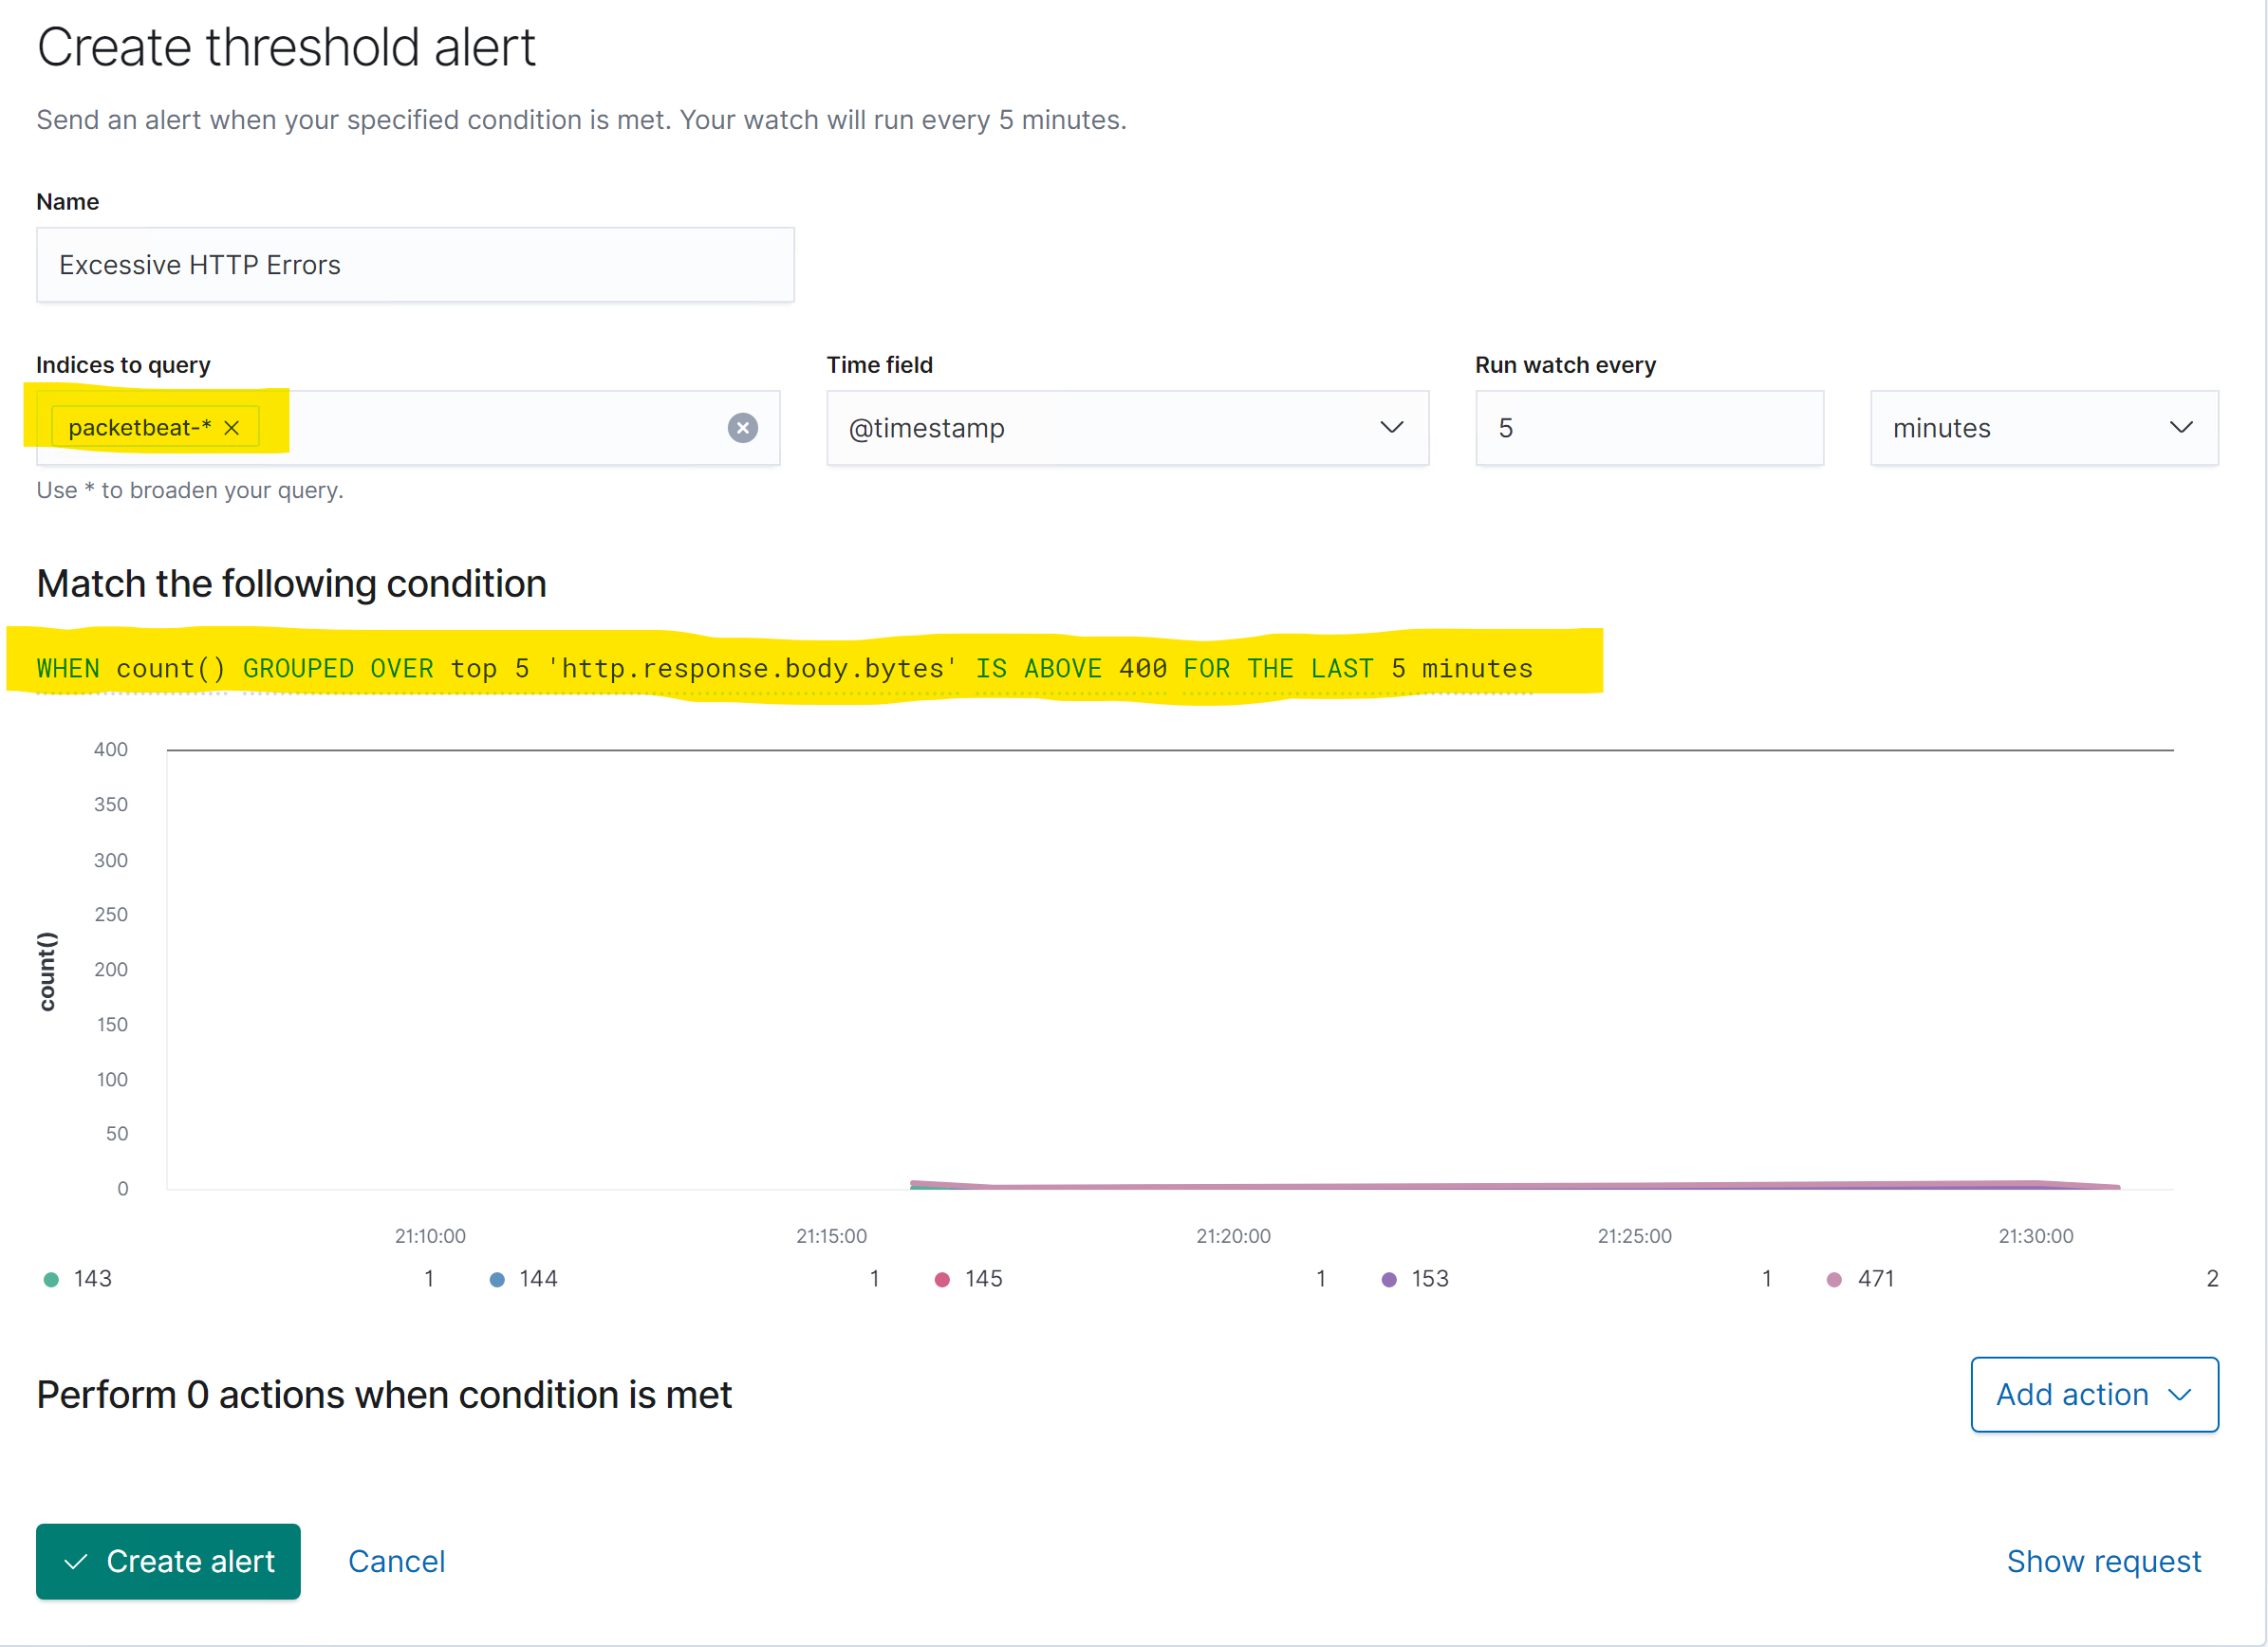 Create threshold alert
Send an alert when your specified condition is met. Your watch will run every 5 minutes.
Name
Excessive HTTP Errors
Indices to query Time field Run watch every
packetbeat-* @timestamp 5 minutes
Use * to broaden your query.
Match the following condition
WHEN count() GROUPED OVER top 5 'http.response.body.bytes' IS ABOVE 400 FOR THE LAST 5 minutes
400
350
300
250
200
150
100
50
0
count()
21:10:00 21:15:00 21:20:00 21:25:00 21:30:00
143 1 144 1 145 1 153 1 471 2
Perform 0 actions when condition is met Add action
Create alert Cancel Show request